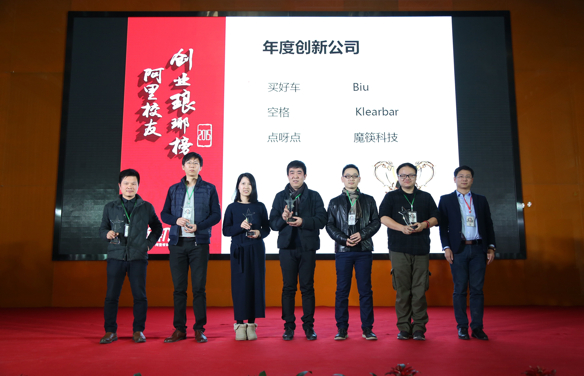 阿里校友
创业琅琊榜
2015
年度创新公司
买好车 Biu
空格 Klearbar
点呀点 魔筷科技